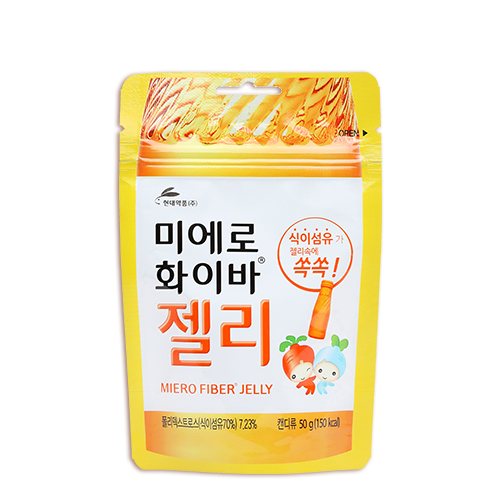 OPEN ▶
현대약품(주)
미에로
화이바®
젤리
MIERO FIBER® JELLY
식이섬유가
젤리속에
쏙쏙!
폴리덱스트로스(식이섬유70%) 7.23%
캔디류 50 g (150 kcal)